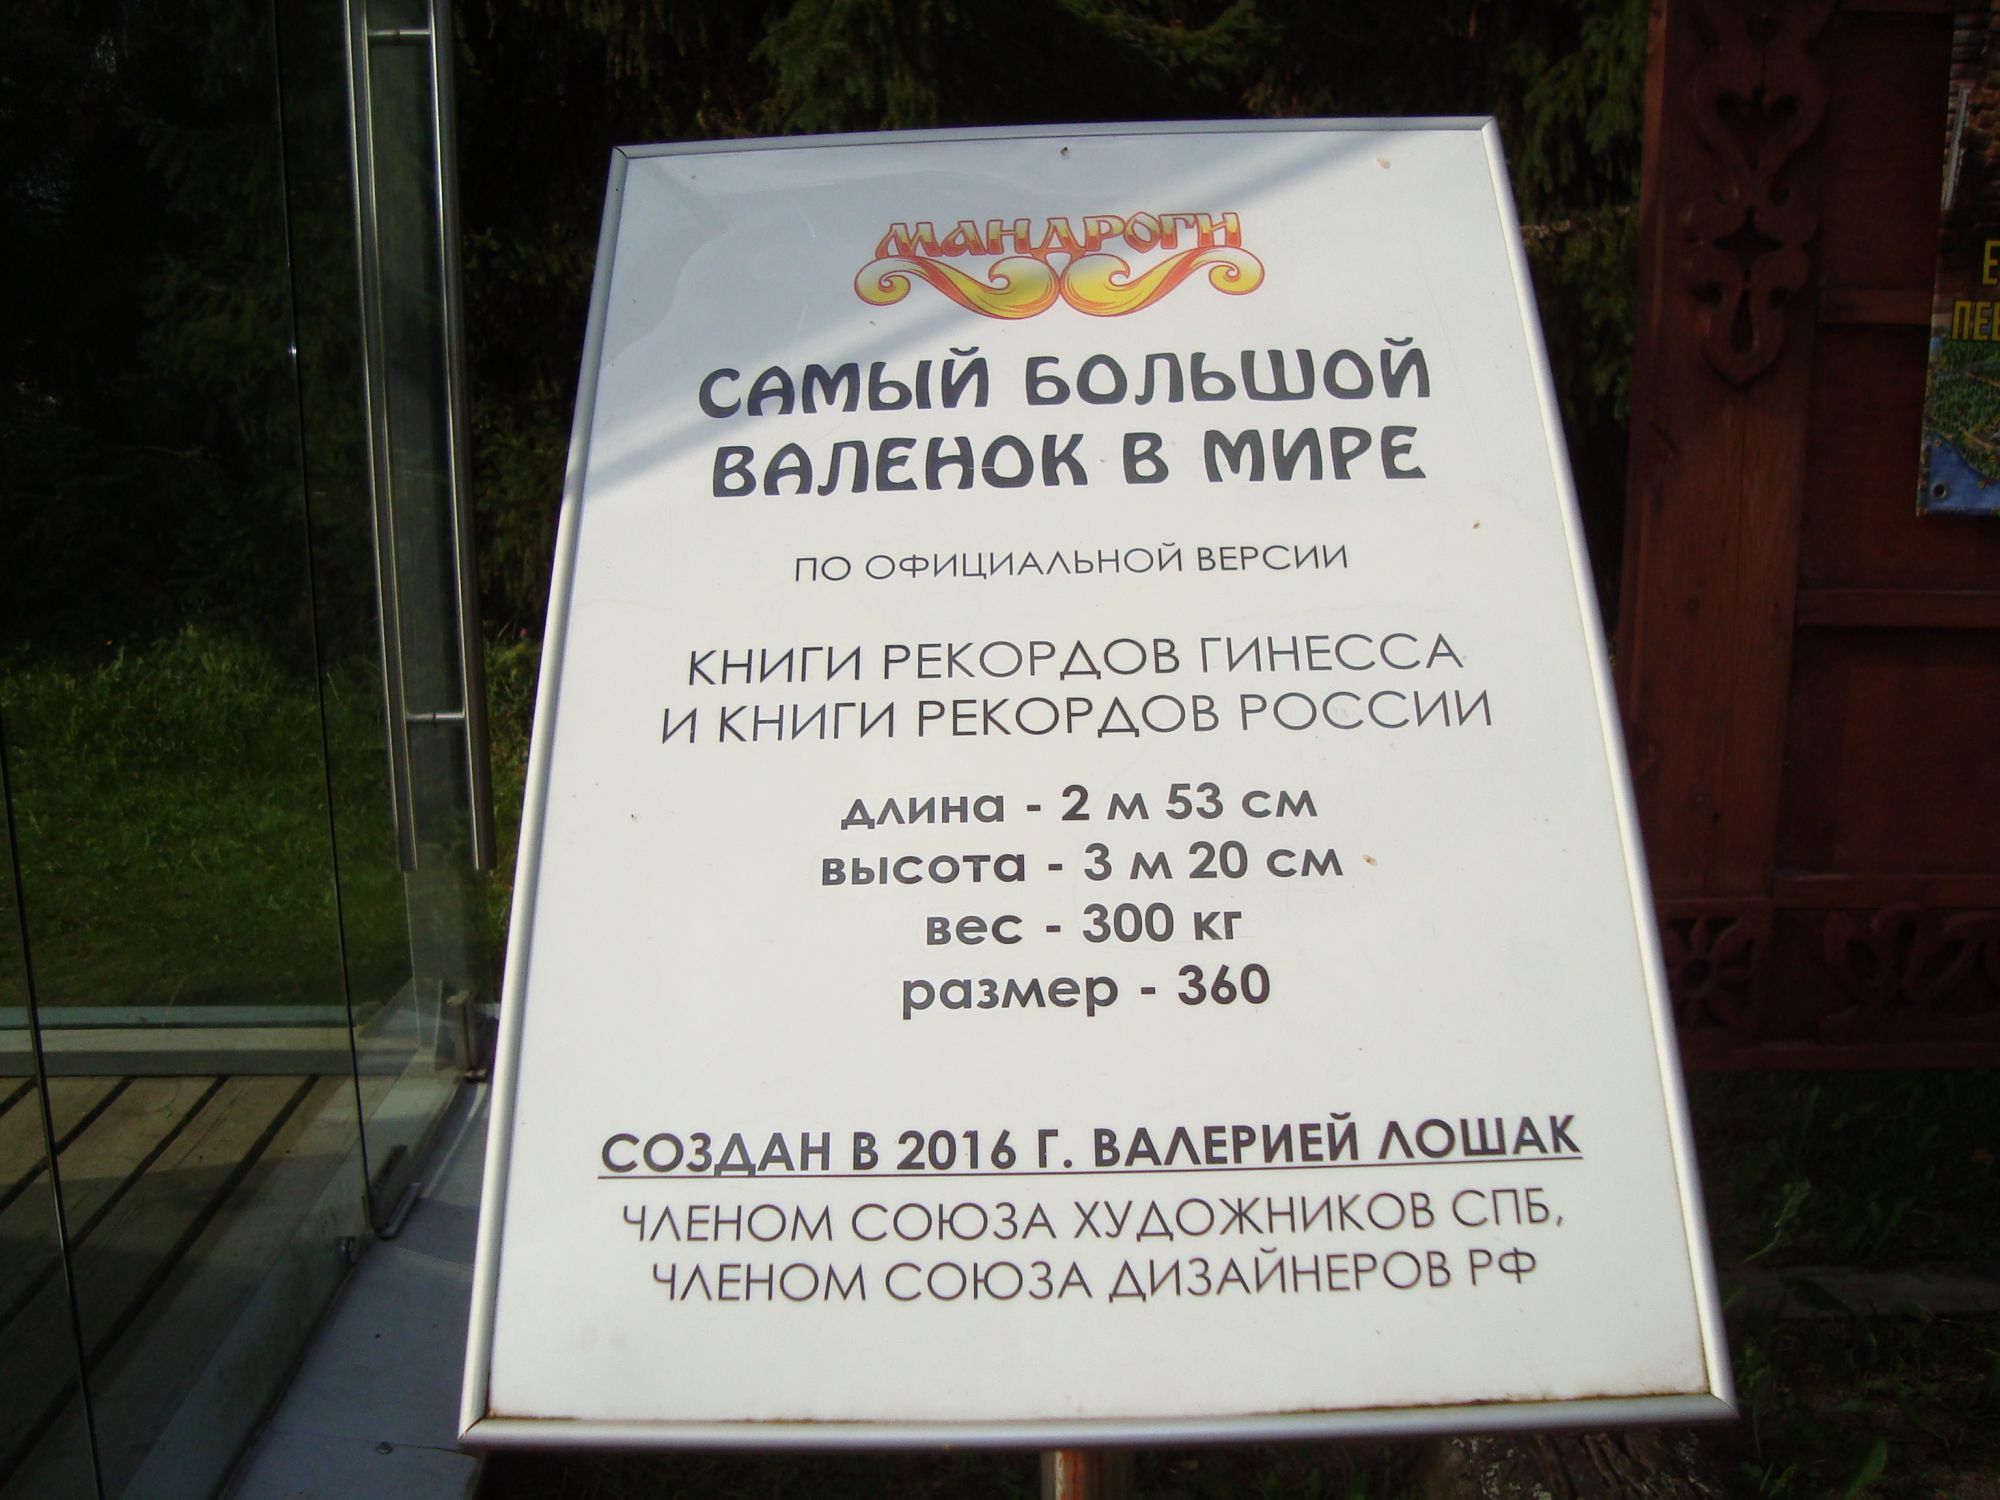 МАНДРОГИ
САМЫЙ БОЛЬШОЙ
ВАЛЕНОК В МИРЕ
ПО ОФИЦИАЛЬНОЙ ВЕРСИИ
КНИГИ РЕКОРДОВ ГИНЕССА
И КНИГИ РЕКОРДОВ РОССИИ
длина - 2 м 53 см
высота - 3 м 20 см
вес - 300 кг
размер - 360
СОЗДАН В 2016 Г. ВАЛЕРИЕЙ ЛОШАК
ЧЛЕНОМ СОЮЗА ХУДОЖНИКОВ СПБ,
ЧЛЕНОМ СОЮЗА ДИЗАЙНЕРОВ РФ